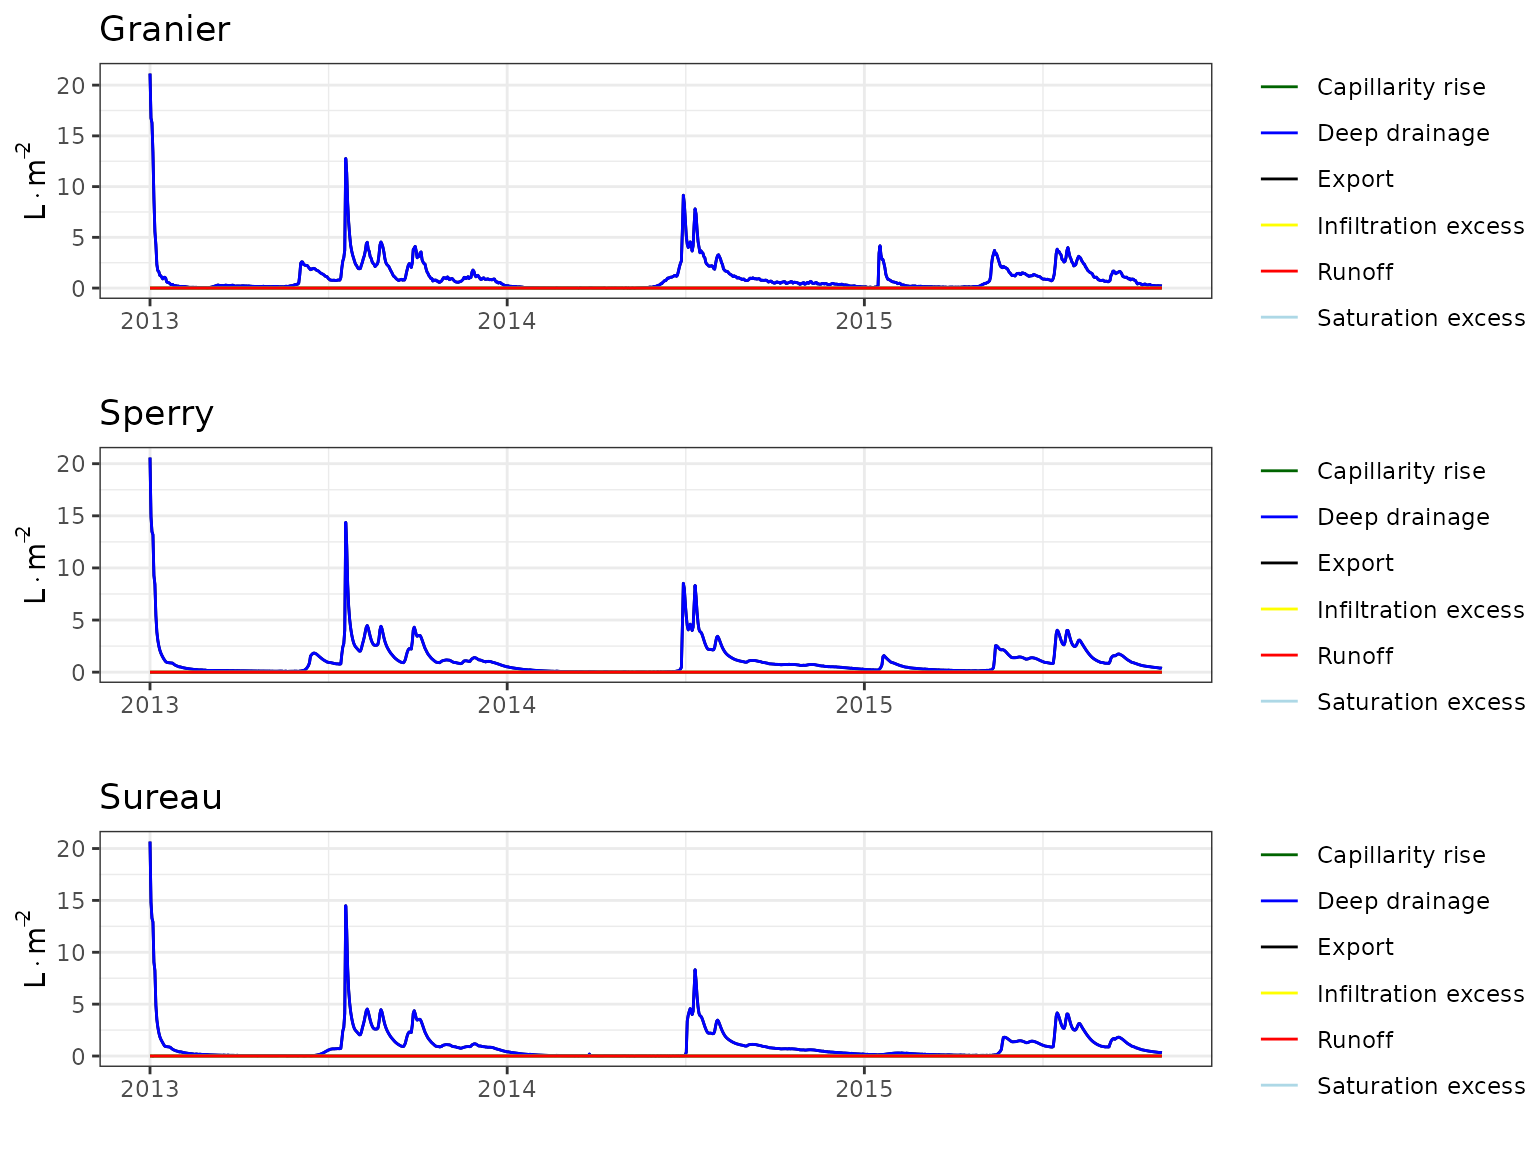 Granier
20
15
10
5
0
L · m⁻²
2013 2014 2015
Capillarity rise
Deep drainage
Export
Infiltration excess
Runoff
Saturation excess
Sperry
20
15
10
5
0
L · m⁻²
2013 2014 2015
Capillarity rise
Deep drainage
Export
Infiltration excess
Runoff
Saturation excess
Sureau
20
15
10
5
0
L · m⁻²
2013 2014 2015
Capillarity rise
Deep drainage
Export
Infiltration excess
Runoff
Saturation excess